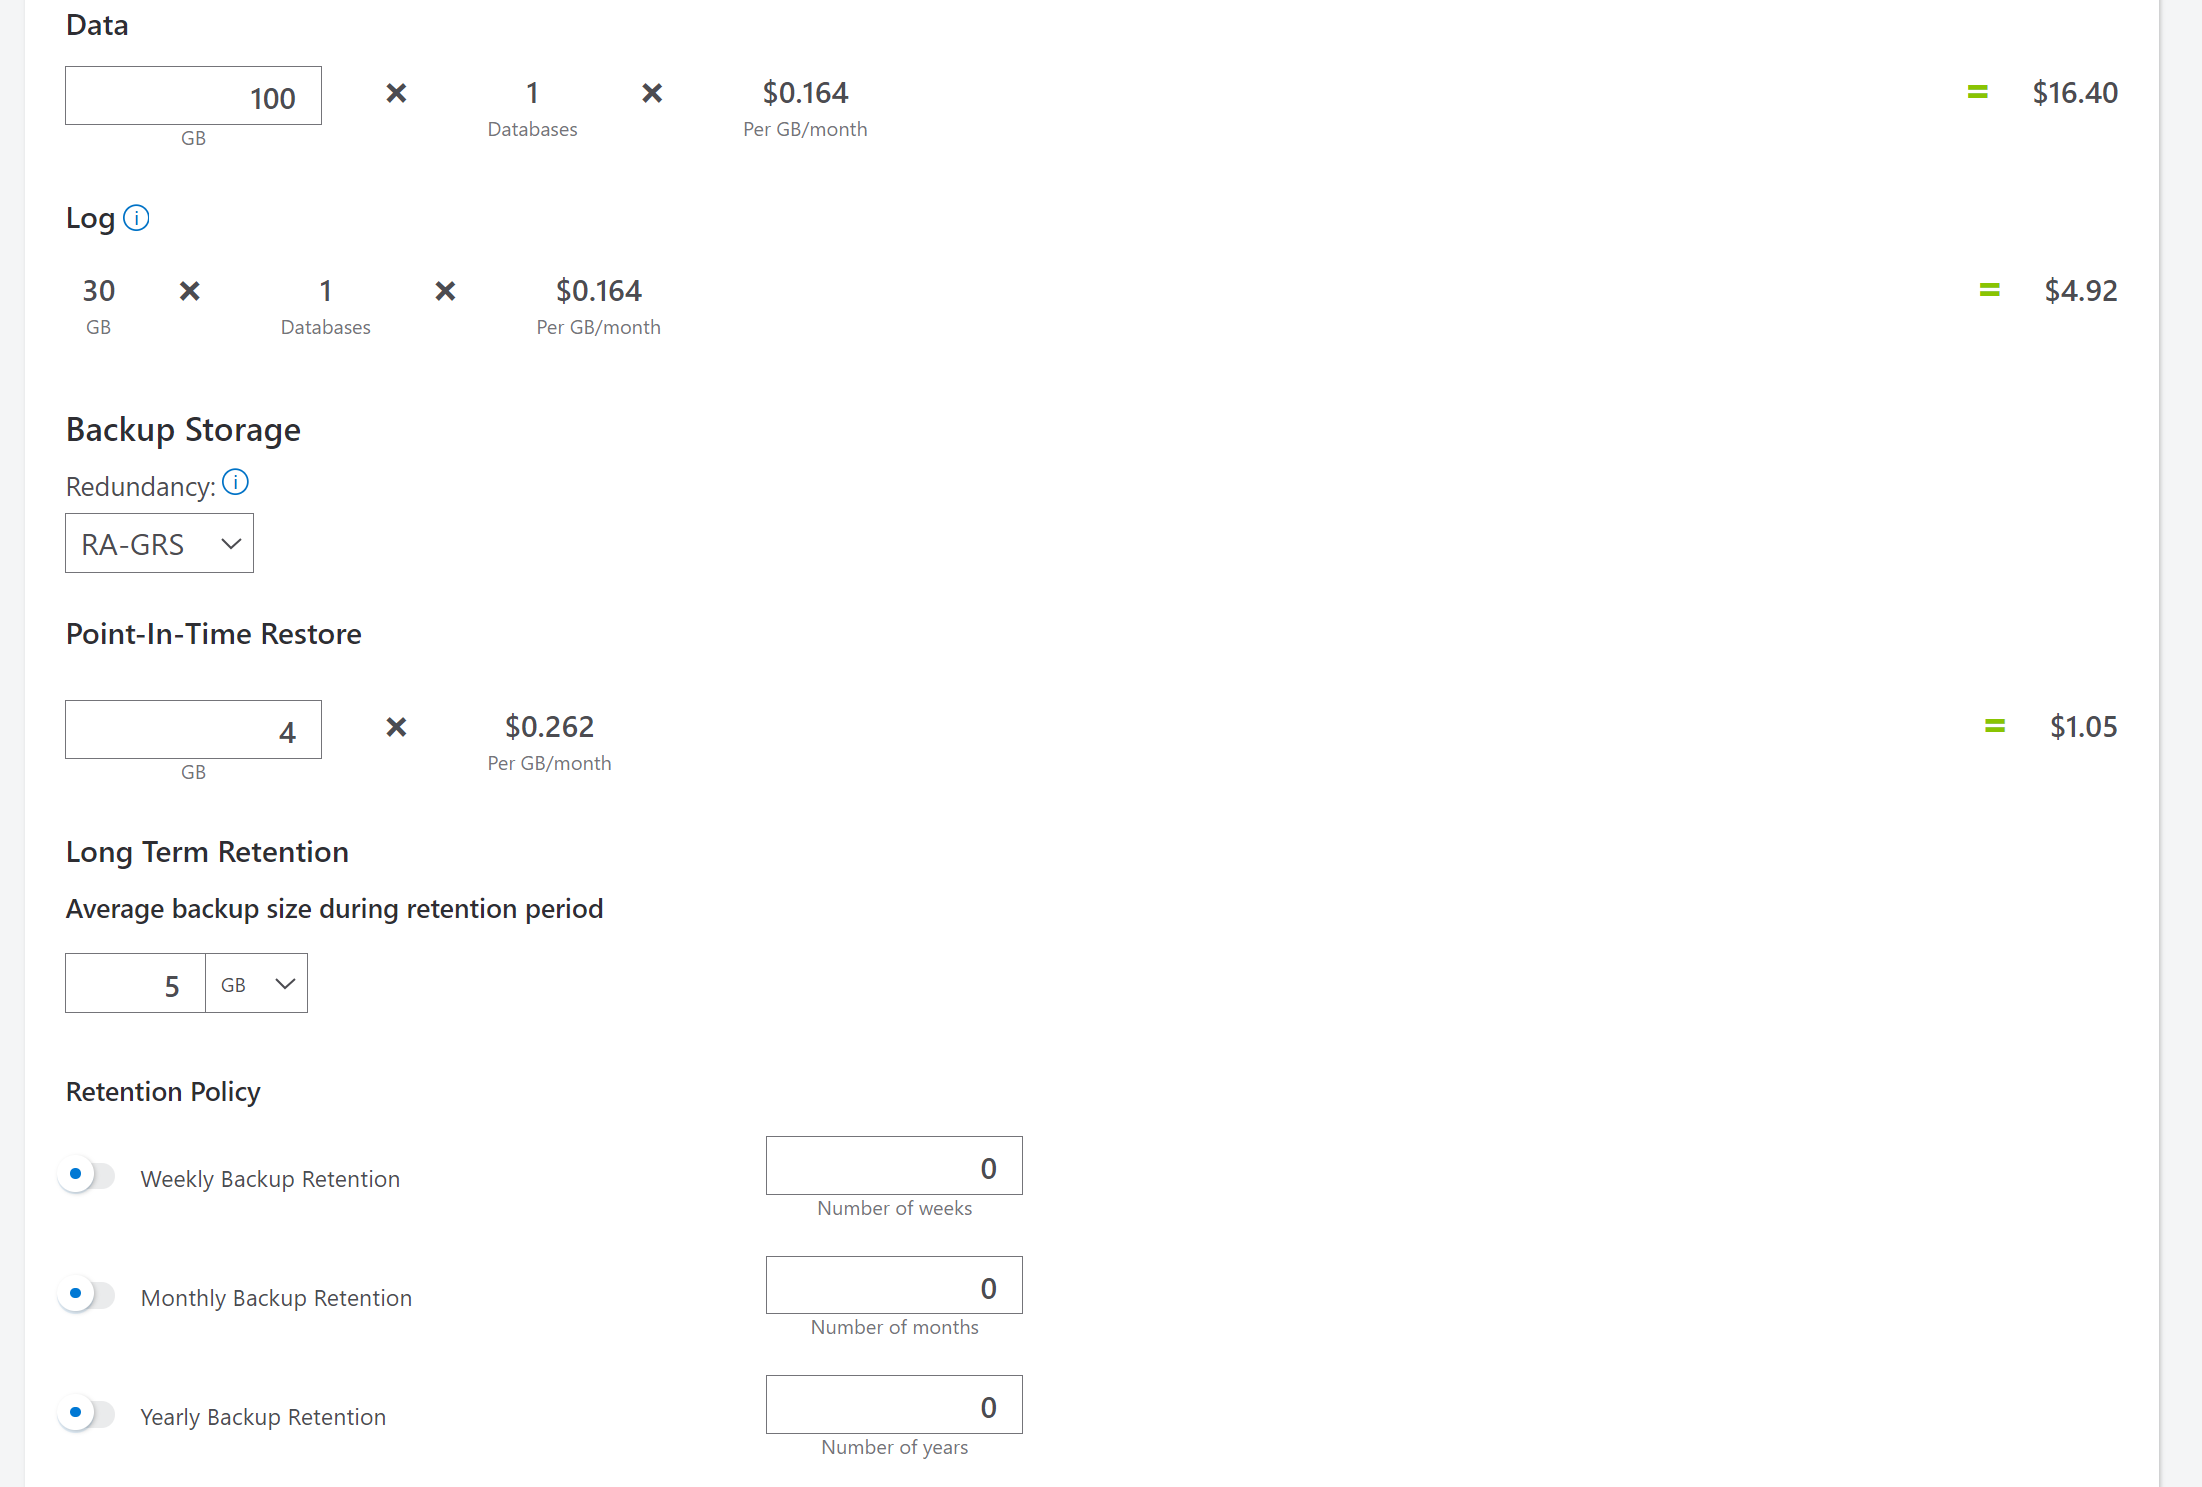 Data
100 × 1 × $0.164 = $16.40
GB Databases Per GB/month
Log
30 × 1 × $0.164 = $4.92
GB Databases Per GB/month
Backup Storage
Redundancy:
RA-GRS
Point-In-Time Restore
4 × $0.262 = $1.05
GB Per GB/month
Long Term Retention
Average backup size during retention period
5 GB
Retention Policy
Weekly Backup Retention 0
Number of weeks
Monthly Backup Retention 0
Number of months
Yearly Backup Retention 0
Number of years